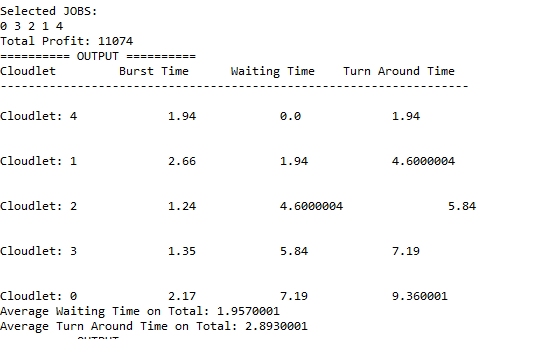 Selected JOBS:
0 3 2 1 4
Total Profit: 11074
========== OUTPUT ==========
Cloudlet Burst Time Waiting Time Turn Around Time
-------------------------------------------------------------------
Cloudlet: 4 1.94 0.0 1.94
Cloudlet: 1 2.66 1.94 4.6000004
Cloudlet: 2 1.24 4.6000004 5.84
Cloudlet: 3 1.35 5.84 7.19
Cloudlet: 0 2.17 7.19 9.360001
Average Waiting Time on Total: 1.9570001
Average Turn Around Time on Total: 2.8930001